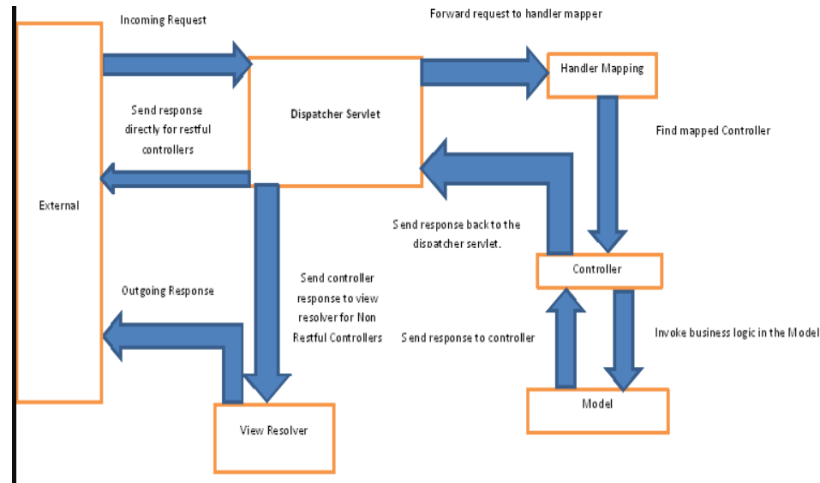 Incoming Request
Forward request to handler mapper
Handler Mapping
Dispatcher Servlet
Send response
directly for restful
controllers
Find mapped Controller
External
Send response back to the
dispatcher servlet.
Controller
Outgoing Response
Send controller
response to view
resolver for Non
Restful Controllers
Send response to controller
Invoke business logic in the Model
Model
View Resolver